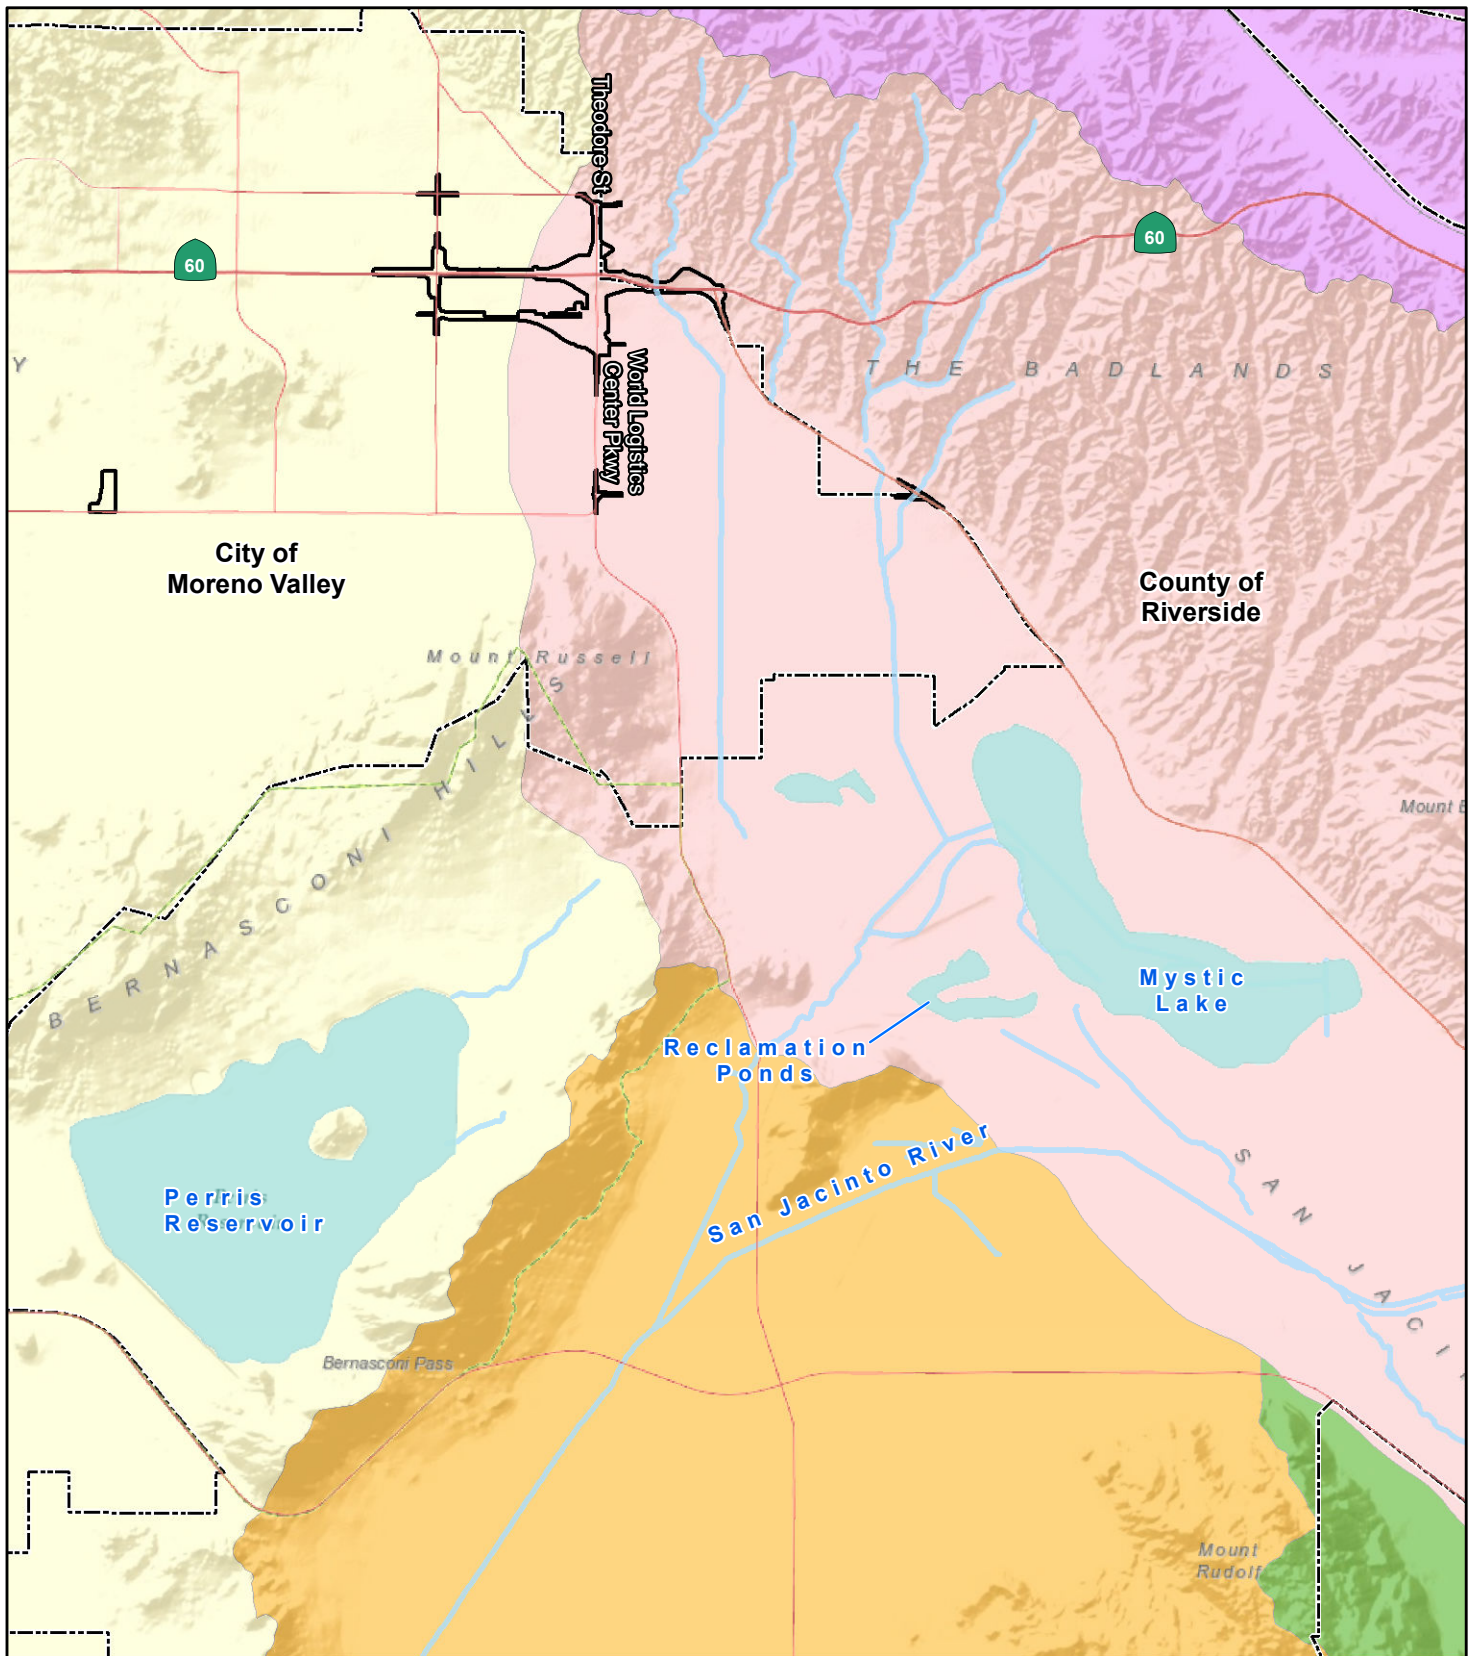 Theodore St
60
60
Y
THE BADLANDS
World Logistics
Center Pkwy
City of
Moreno Valley
County of
Riverside
Mount Russell
BERNASCONI HILLS
Mount
Mystic
Lake
Reclamation
Ponds
San Jacinto River
Perris
Reservoir
SAN JACI
Bernasconi Pass
Mount
Rudolf